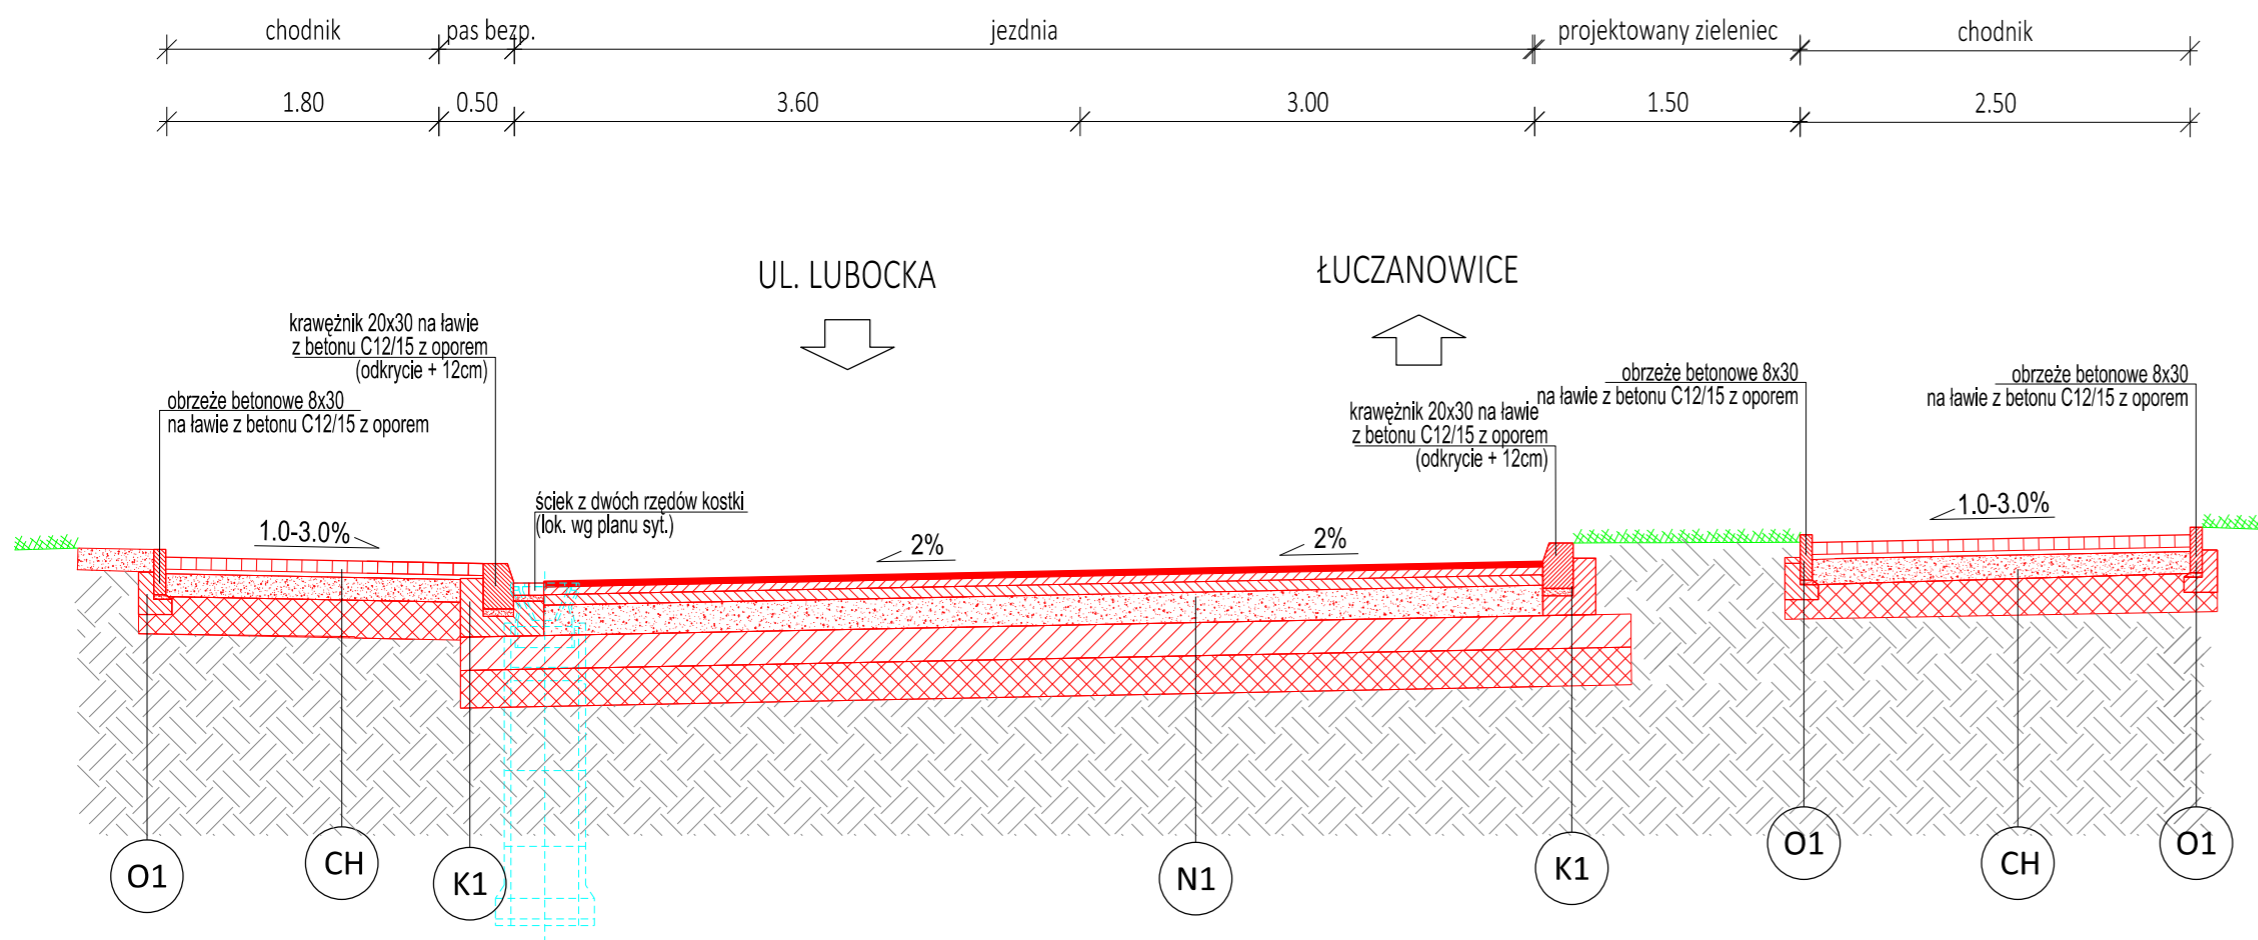 chodnik
pas bezp.
jezdnia
projektowany zieleniec
chodnik
1.80
0.50
3.60
3.00
1.50
2.50
UL. LUBOCKA
ŁUCZANOWICE
krawężnik 20x30 na ławie
z betonu C12/15 z oporem
(odkrycie + 12cm)
obrzeże betonowe 8x30
na ławie z betonu C12/15 z oporem
ściek z dwóch rzędów kostki
(lok. wg planu syt.)
krawężnik 20x30 na ławie
z betonu C12/15 z oporem
(odkrycie + 12cm)
obrzeże betonowe 8x30
na ławie z betonu C12/15 z oporem
obrzeże betonowe 8x30
na ławie z betonu C12/15 z oporem
1.0-3.0%
2%
2%
1.0-3.0%
O1
CH
K1
N1
K1
O1
CH
O1